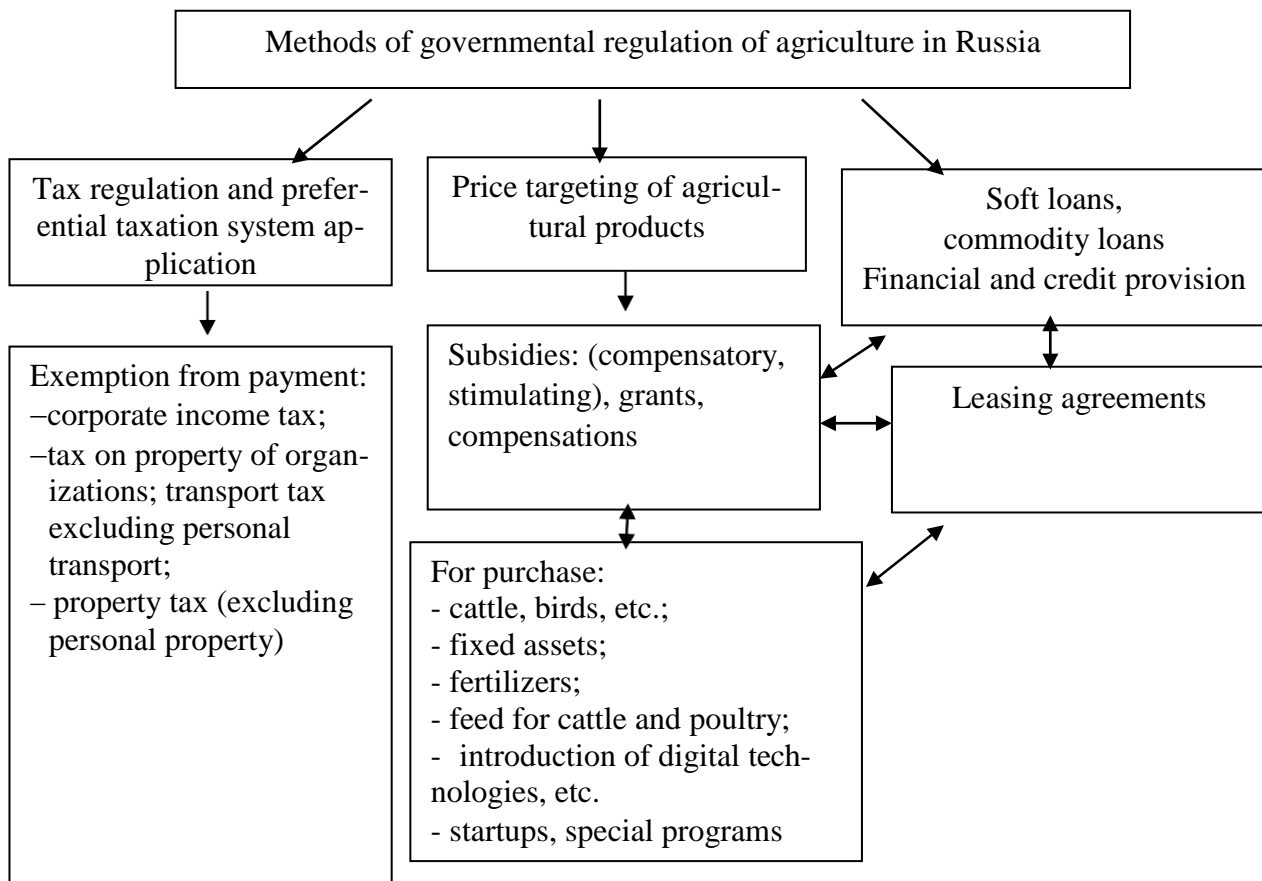 Methods of governmental regulation of agriculture in Russia
Tax regulation and prefer-
ential taxation system ap-
plication
Price targeting of agricul-
tural products
Soft loans,
commodity loans
Financial and credit provision
Exemption from payment:
–corporate income tax;
–tax on property of organ-
izations; transport tax
excluding personal
transport;
– property tax (excluding
personal property)
Subsidies: (compensatory,
stimulating), grants,
compensations
Leasing agreements
For purchase:
- cattle, birds, etc.;
- fixed assets;
- fertilizers;
- feed for cattle and poultry;
- introduction of digital tech-
nologies, etc.
- startups, special programs